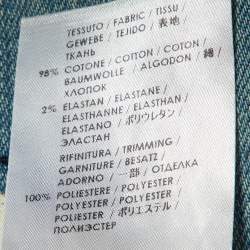 TESSUTO / FABRIC / TISSU /
GEWEBE / TEJIDO / 表地 /
ТКАНЬ
98% COTONE / COTTON / COTON /
BAUMWOLLE / ALGODON / 綿 /
ХЛОПОК
2% ELASTAN / ELASTANE /
ELASTHANNE / ELASTHAN /
ELASTANO / ポリウレタン /
ЭЛАСТАН
RIFINITURA / TRIMMING /
GARNITURE / BESATZ /
ADORNO / 一部 / ОТДЕЛКА
100% POLIESTERE / POLYESTER /
POLYESTER / POLYESTER /
POLIESTER / ポリエステル /
ПОЛИЭСТЕР